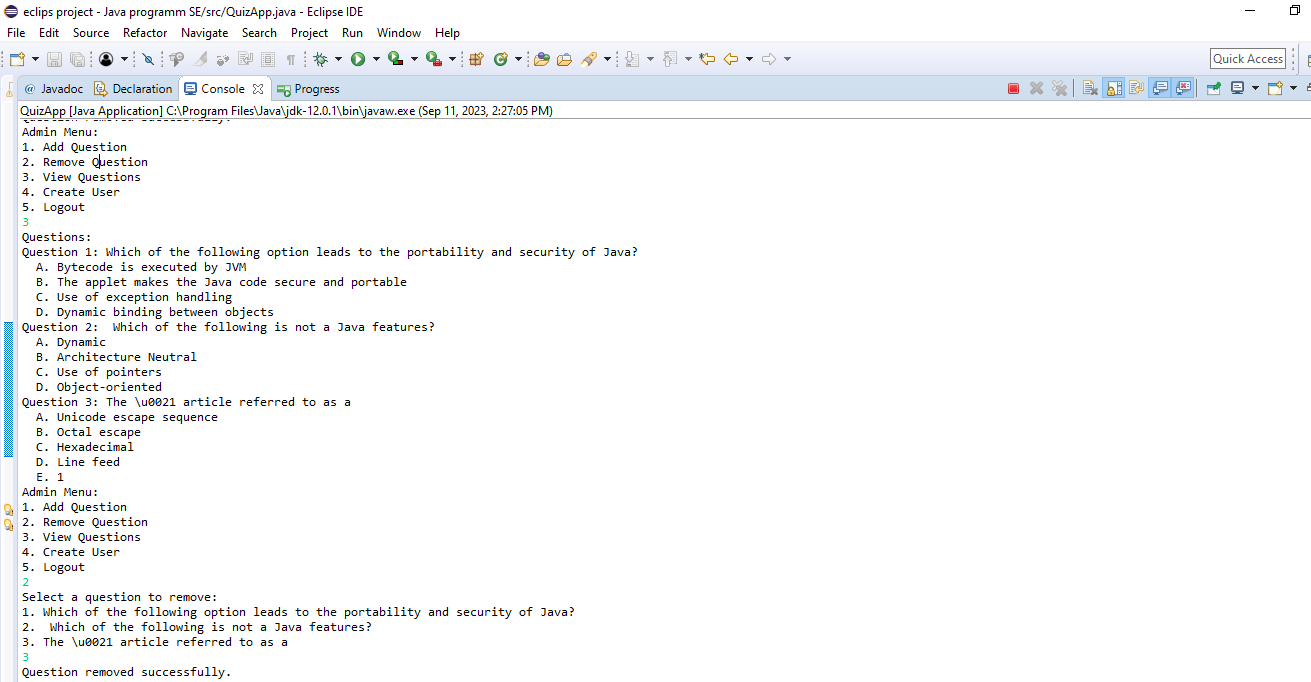 eclips project - Java programm SE/src/QuizApp.java - Eclipse IDE
File Edit Source Refactor Navigate Search Project Run Window Help
Quick Access
@ Javadoc Declaration Console Progress
QuizApp [Java Application] C:\Program Files\Java\jdk-12.0.1\bin\javaw.exe (Sep 11, 2023, 2:27:05 PM)
Question removed successfully.
Admin Menu:
1. Add Question
2. Remove Question
3. View Questions
4. Create User
5. Logout
3
Questions:
Question 1: Which of the following option leads to the portability and security of Java?
A. Bytecode is executed by JVM
B. The applet makes the Java code secure and portable
C. Use of exception handling
D. Dynamic binding between objects
Question 2:  Which of the following is not a Java features?
A. Dynamic
B. Architecture Neutral
C. Use of pointers
D. Object-oriented
Question 3: The \u0021 article referred to as a
A. Unicode escape sequence
B. Octal escape
C. Hexadecimal
D. Line feed
E. 1
Admin Menu:
1. Add Question
2. Remove Question
3. View Questions
4. Create User
5. Logout
2
Select a question to remove:
1. Which of the following option leads to the portability and security of Java?
2.  Which of the following is not a Java features?
3. The \u0021 article referred to as a
3
Question removed successfully.